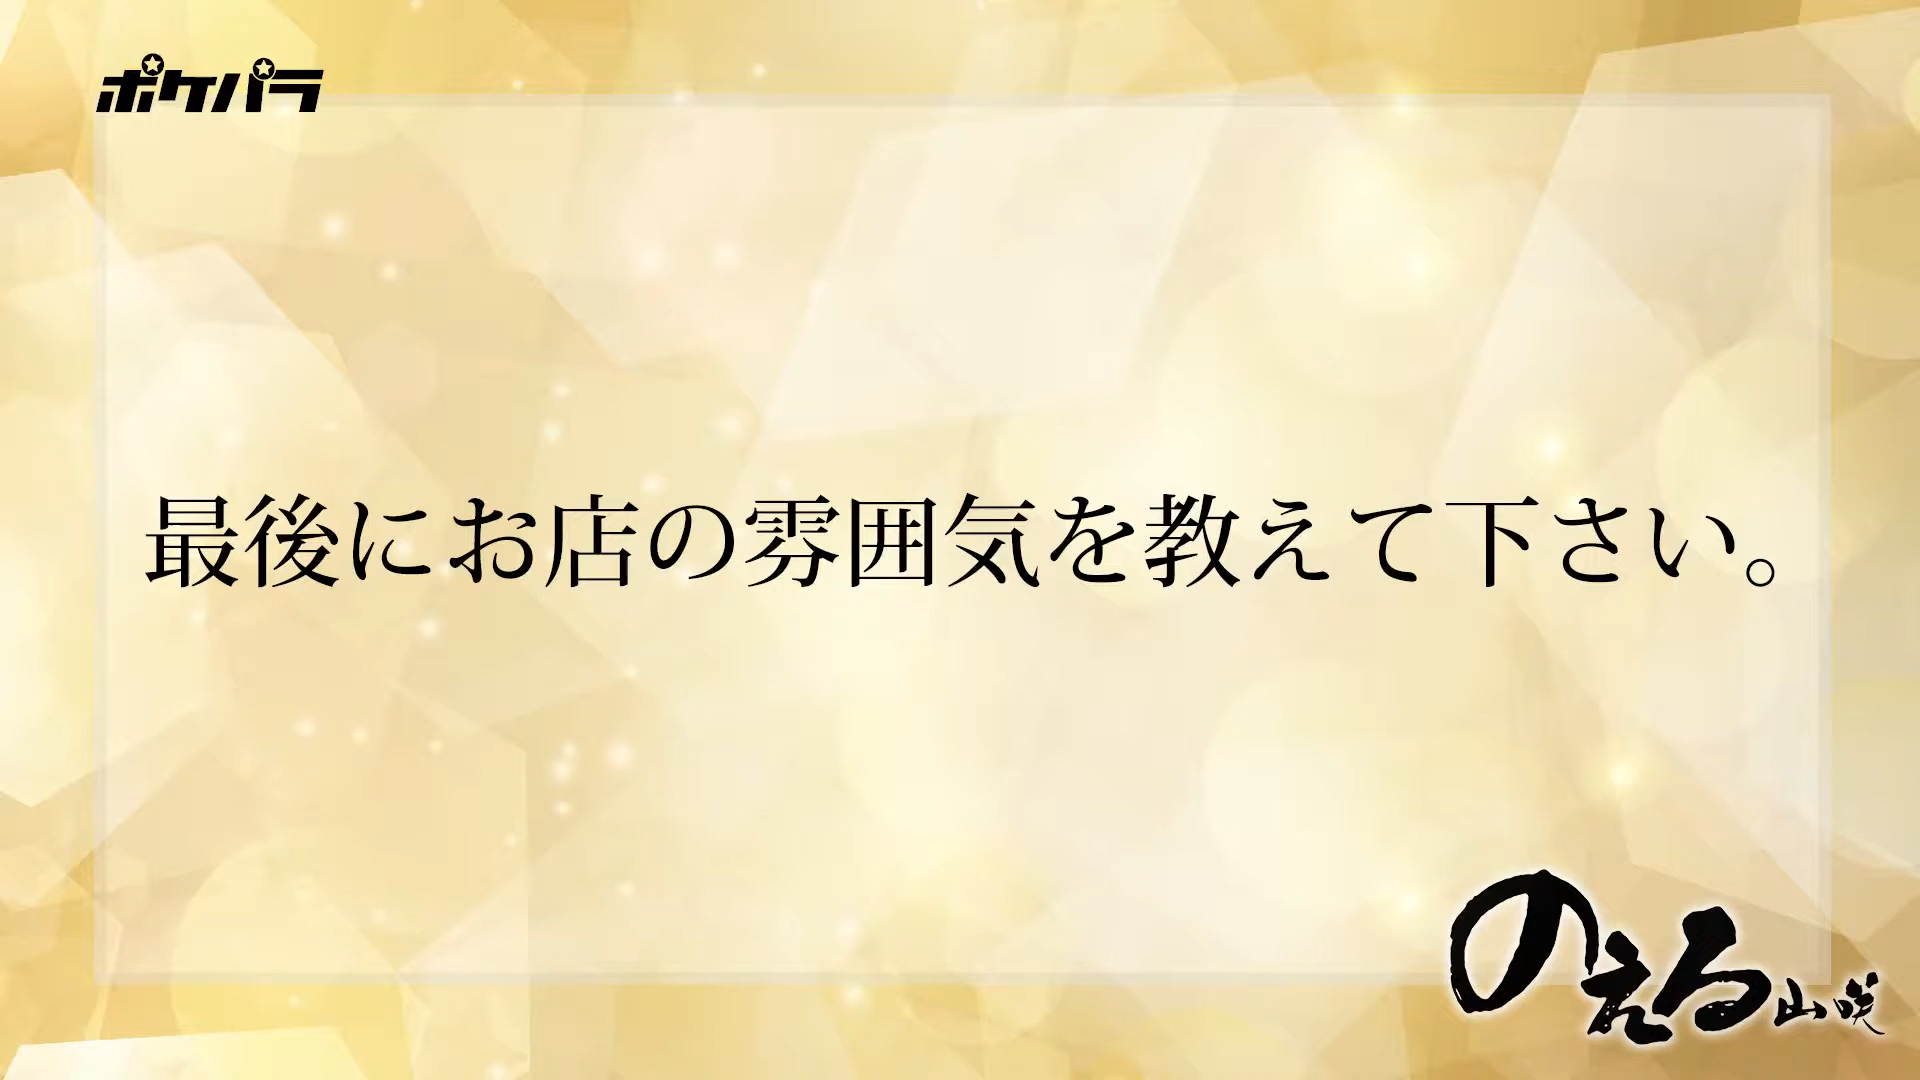 ポケパラ
最後にお店の雰囲気を教えて下さい。
のえる山咲